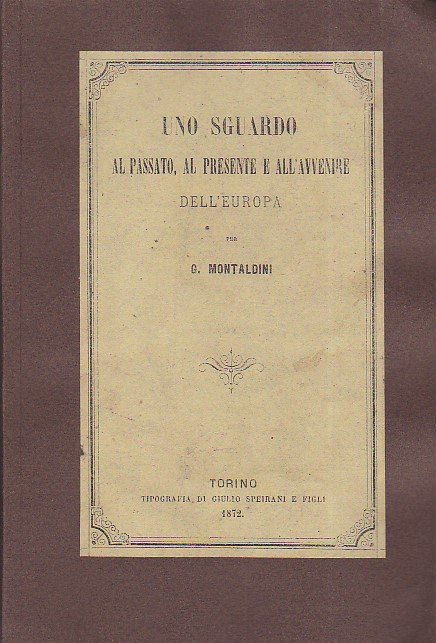 UNO SGUARDO
AL PASSATO, AL PRESENTE E ALL'AVVENIRE
DELL'EUROPA
PER
G. MONTALDINI
TORINO
TIPOGRAFIA DI GIULIO SPEIRANI E FIGLI
1872.